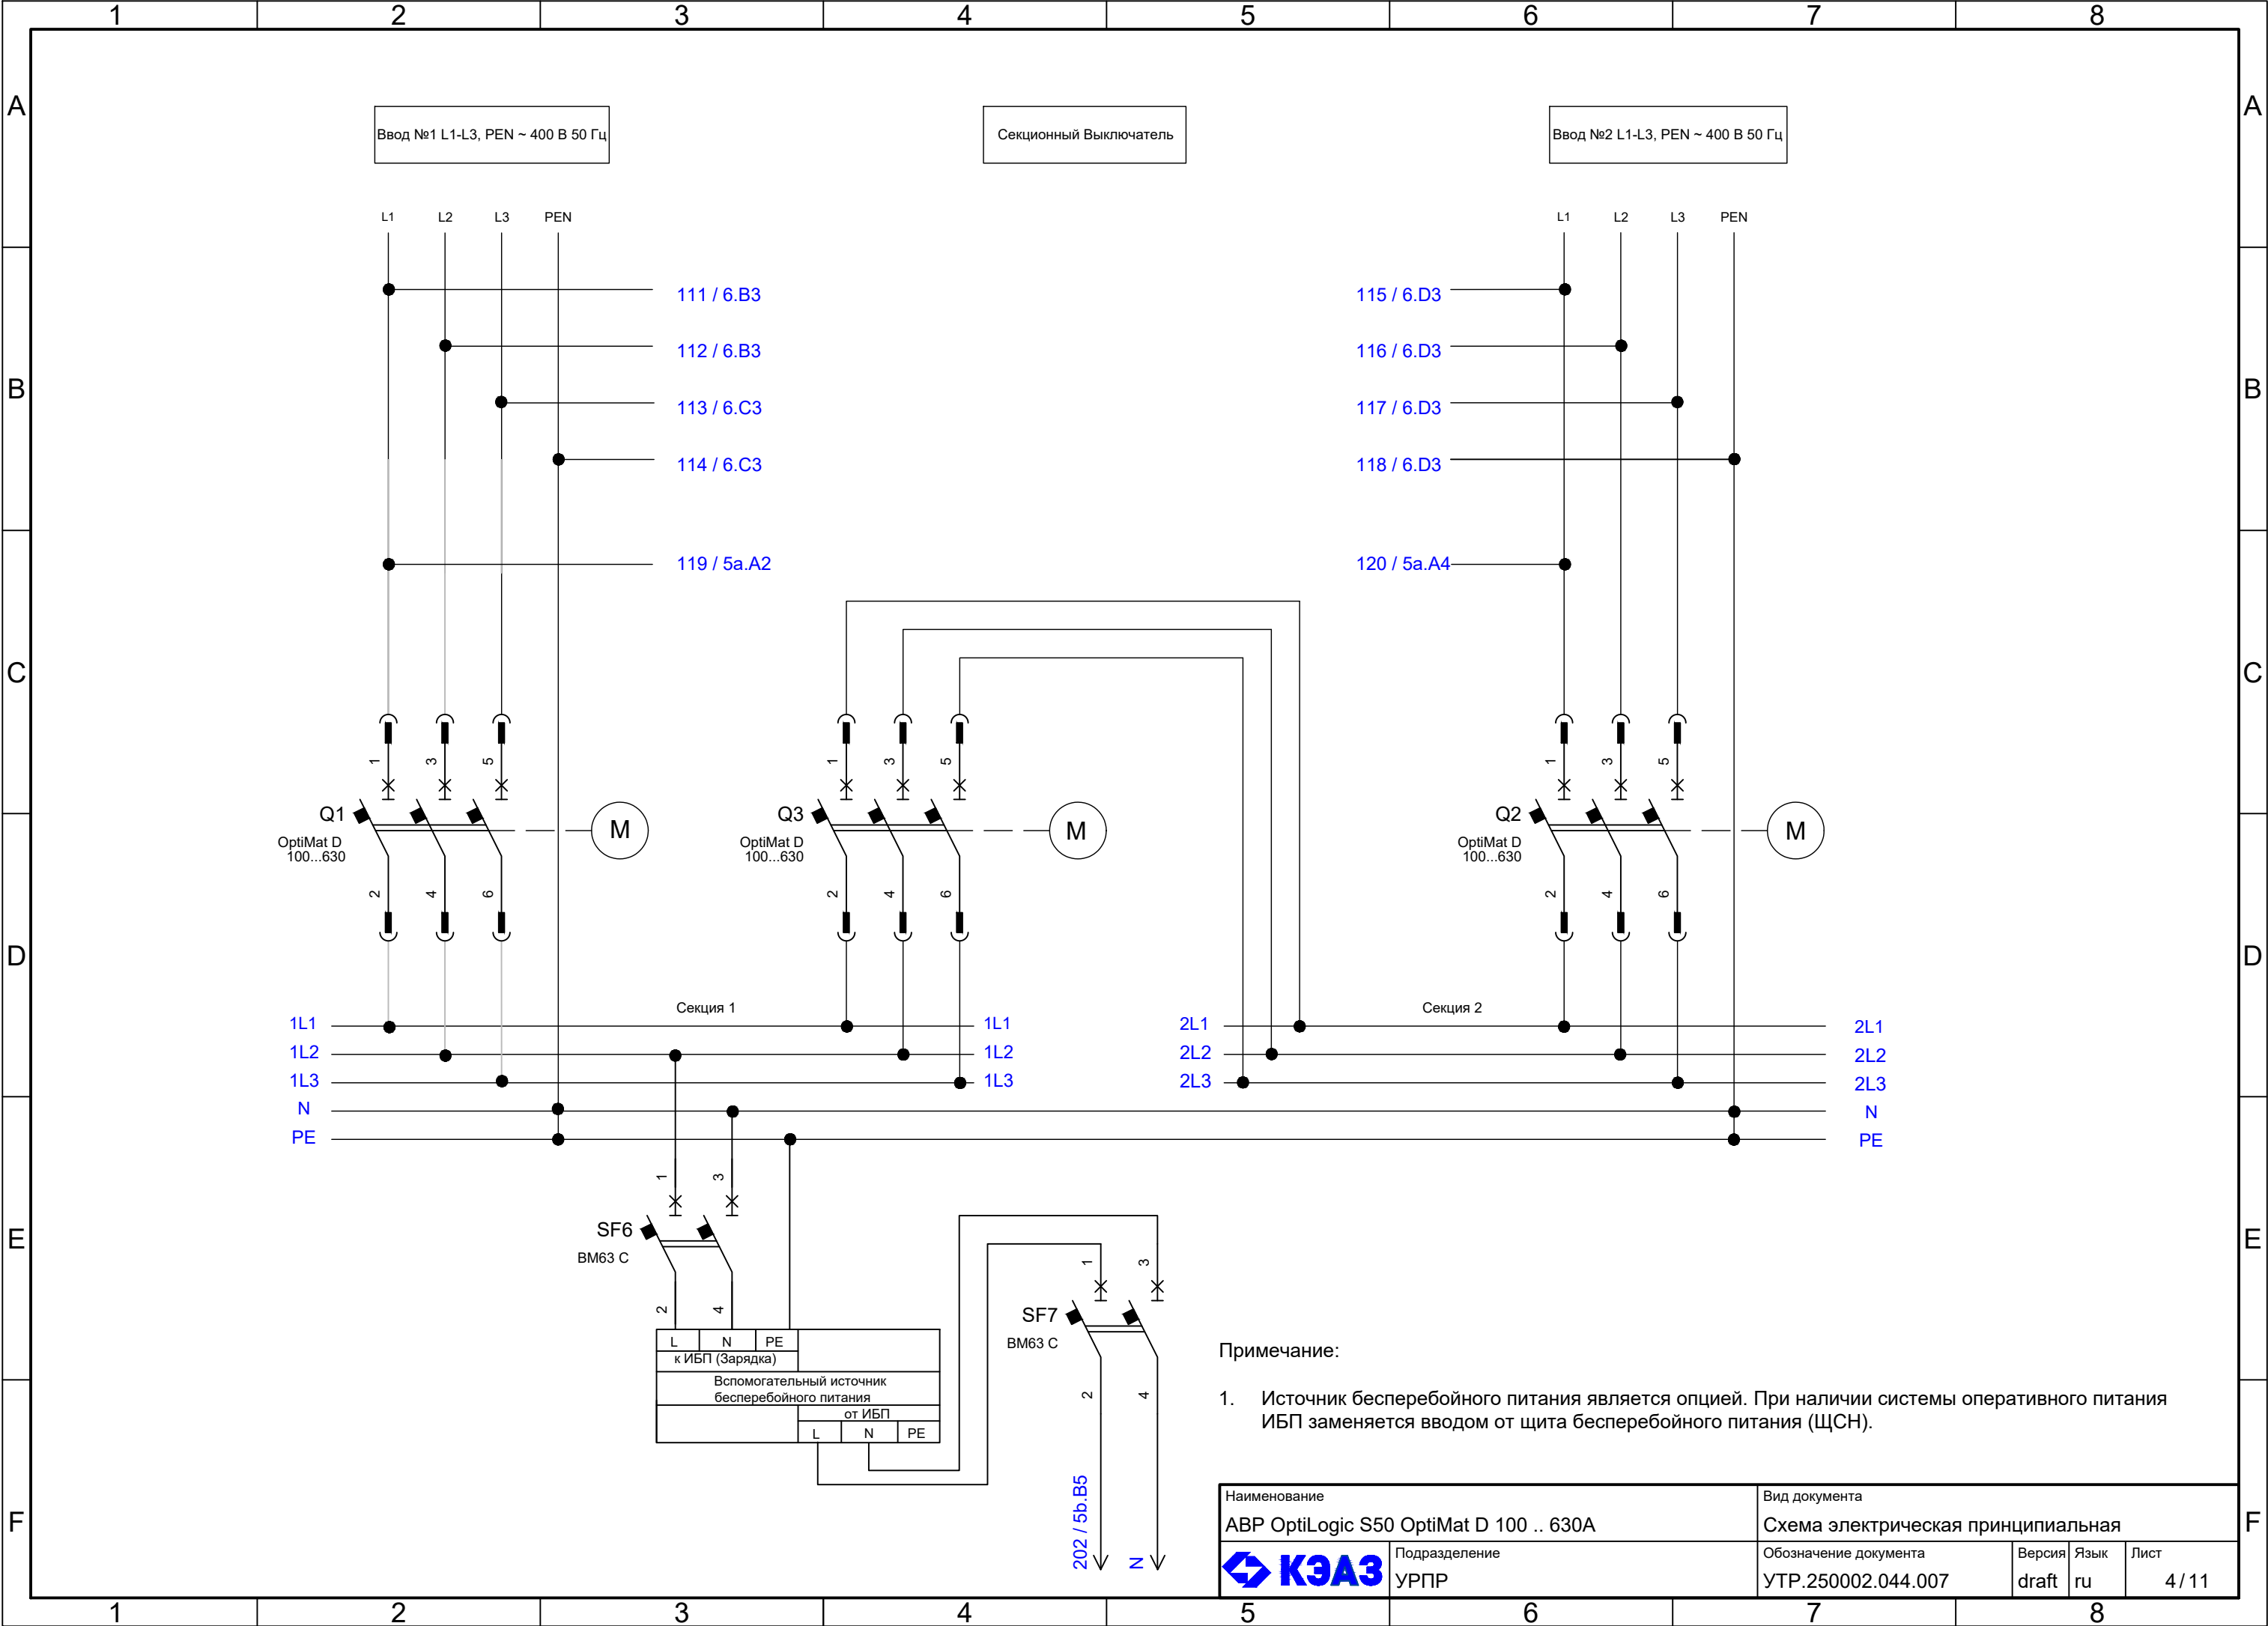 1 2 3 4 5 6 7 8
A A
Ввод №1 L1-L3, PEN ~ 400 В 50 Гц
Секционный Выключатель
Ввод №2 L1-L3, PEN ~ 400 В 50 Гц
L1 L2 L3 PEN
L1 L2 L3 PEN
111 / 6.B3
115 / 6.D3
112 / 6.B3
116 / 6.D3
B B
113 / 6.C3
117 / 6.D3
114 / 6.C3
118 / 6.D3
119 / 5a.A2
120 / 5a.A4
C C
1 3 5
1 3 5
1 3 5
Q1
OptiMat D
100...630
M
Q3
OptiMat D
100...630
M
Q2
OptiMat D
100...630
M
2 4 6
2 4 6
2 4 6
D D
Секция 1
Секция 2
1L1 1L1 2L1 2L1
1L2 1L2 2L2 2L2
1L3 1L3 2L3 2L3
N N
PE PE
1 3
SF6
BM63 C
2 4
E E
1 3
SF7
BM63 C
2 4
L N PE
к ИБП (Зарядка)
Вспомогательный источник
бесперебойного питания
от ИБП
L N PE
202 / 5b.B5
N
Примечание:
1. Источник бесперебойного питания является опцией. При наличии системы оперативного питания
ИБП заменяется вводом от щита бесперебойного питания (ЩСН).
F F
Наименование
АВР OptiLogic S50 OptiMat D 100 .. 630A
Вид документа
Схема электрическая принципиальная
КЭАЗ
Подразделение
УРПР
Обозначение документа
УТР.250002.044.007
Версия
draft
Язык
ru
Лист
4 / 11
1 2 3 4 5 6 7 8